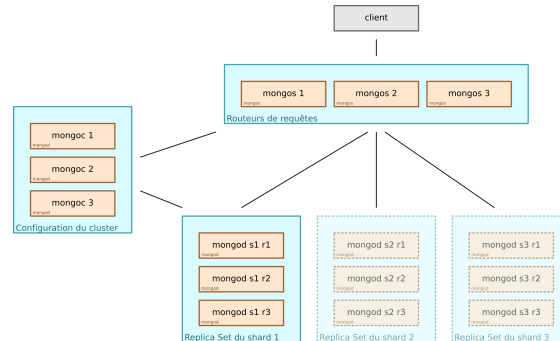 client
mongos 1
mongos
mongos 2
mongos
mongos 3
mongos
Routeurs de requêtes
mongoc 1
mongod
mongoc 2
mongod
mongoc 3
mongod
Configuration du cluster
mongod s1 r1
mongod
mongod s1 r2
mongod
mongod s1 r3
mongod
Replica Set du shard 1
mongod s2 r1
mongod
mongod s2 r2
mongod
mongod s2 r3
mongod
Replica Set du shard 2
mongod s3 r1
mongod
mongod s3 r2
mongod
mongod s3 r3
mongod
Replica Set du shard 3